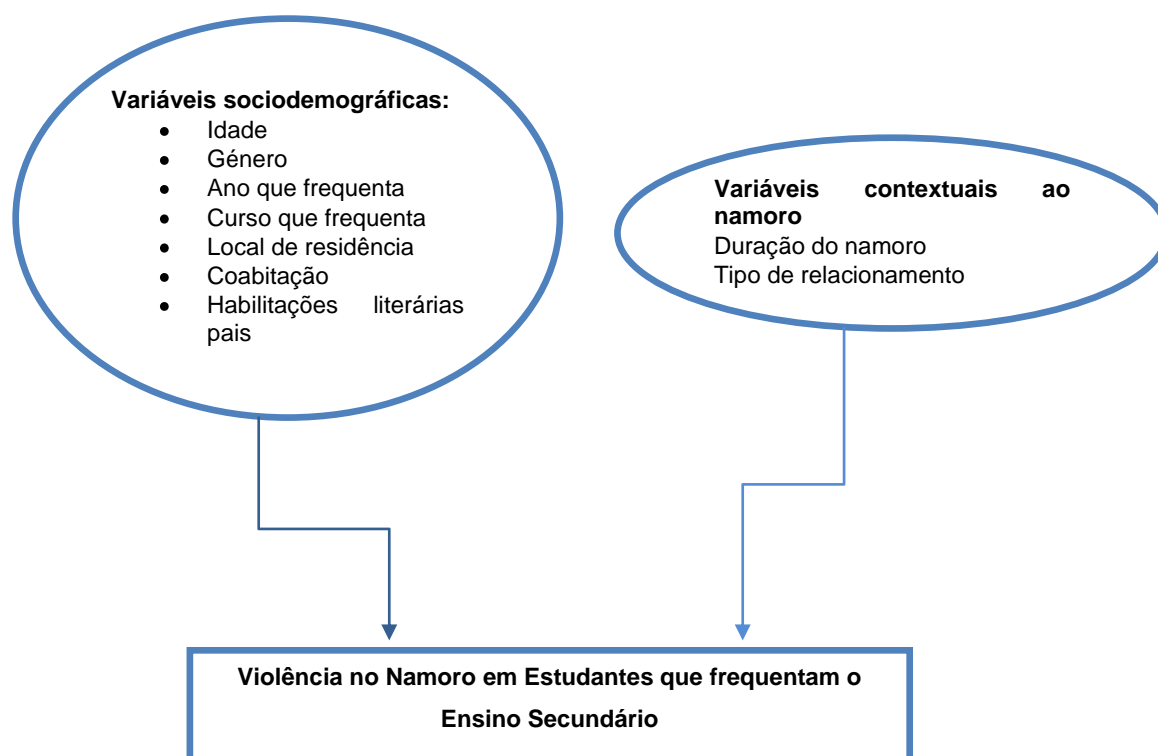 Variáveis sociodemográficas:
• Idade
• Género
• Ano que frequenta
• Curso que frequenta
• Local de residência
• Coabitação
• Habilitações literárias
pais
Variáveis contextuais ao
namoro
Duração do namoro
Tipo de relacionamento
Violência no Namoro em Estudantes que frequentam o
Ensino Secundário